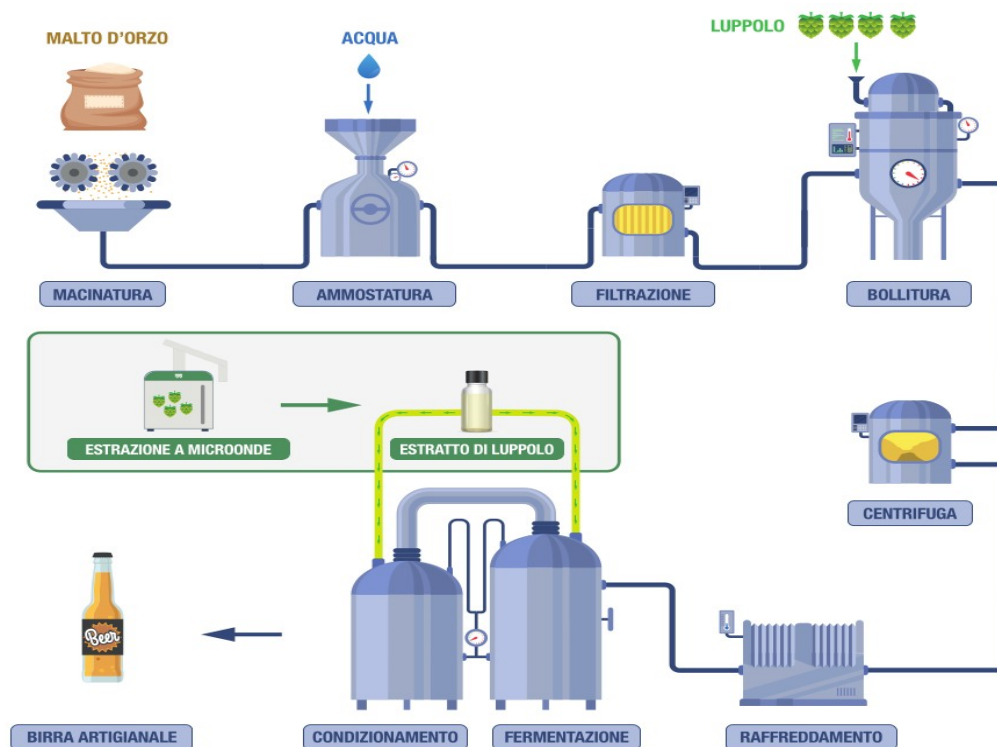 MALTO D'ORZO
ACQUA
LUPPOLO
MACINATURA
AMMOSTATURA
FILTRAZIONE
BOLLITURA
ESTRAZIONE A MICROONDE
ESTRATTO DI LUPPOLO
CENTRIFUGA
Beer
BIRRA ARTIGIANALE
CONDIZIONAMENTO
FERMENTAZIONE
RAFFREDDAMENTO